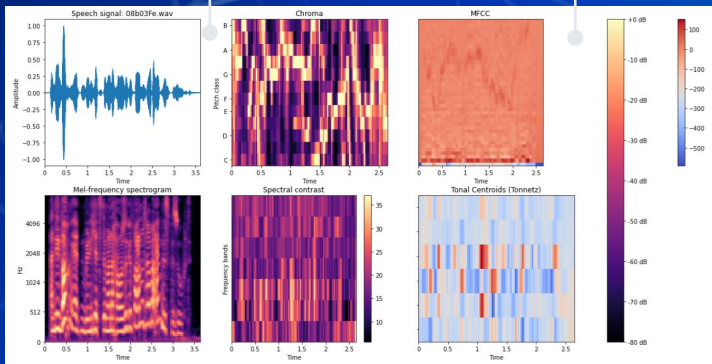 Speech signal: 08b03Fe.wav
1.00
0.75
0.50
0.25
0.00
-0.25
-0.50
-0.75
-1.00
Amplitude
0 0.5 1 1.5 2 2.5 3 3.5
Time
Chroma
B
A
G
F
E
D
C
Pitch class
0 0.5 1 1.5 2 2.5
Time
MFCC
0 0.5 1 1.5 2 2.5
Time
+0 dB
-10 dB
-20 dB
-30 dB
-40 dB
-50 dB
-60 dB
-70 dB
-80 dB
100
0
-100
-200
-300
-400
-500
Mel-frequency spectrogram
4096
2048
1024
512
0
Hz
0 0.5 1 1.5 2 2.5 3 3.5
Time
Spectral contrast
Frequency bands
0 0.5 1 1.5 2 2.5
Time
35
30
25
20
15
10
Tonal Centroids (Tonnetz)
0 0.5 1 1.5 2 2.5
Time